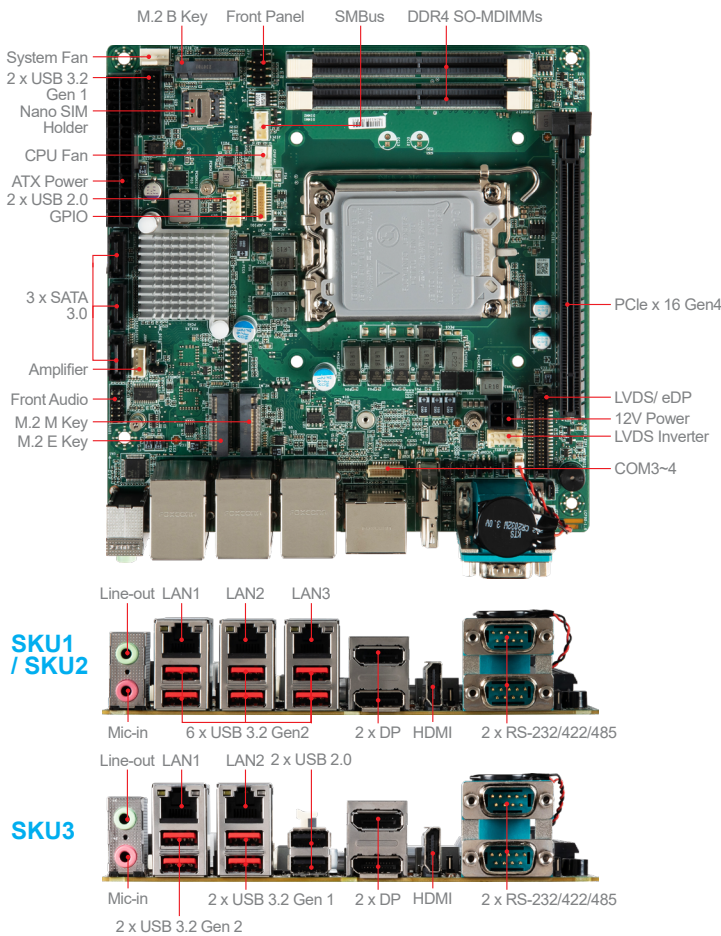 M.2 B Key
Front Panel
SMBus
DDR4 SO-MDIMMs
System Fan
2 x USB 3.2
Gen 1
Nano SIM
Holder
CPU Fan
ATX Power
2 x USB 2.0
GPIO
3 x SATA
3.0
PCIe x 16 Gen4
Amplifier
Front Audio
M.2 M Key
M.2 E Key
LVDS/ eDP
12V Power
LVDS Inverter
COM3~4
KTS
CR2032W 3.0V
Line-out
LAN1
LAN2
LAN3
SKU1
/ SKU2
Mic-in
6 x USB 3.2 Gen2
2 x DP
HDMI
2 x RS-232/422/485
Line-out
LAN1
LAN2
2 x USB 2.0
SKU3
Mic-in
2 x USB 3.2 Gen 1
2 x DP
HDMI
2 x RS-232/422/485
2 x USB 3.2 Gen 2